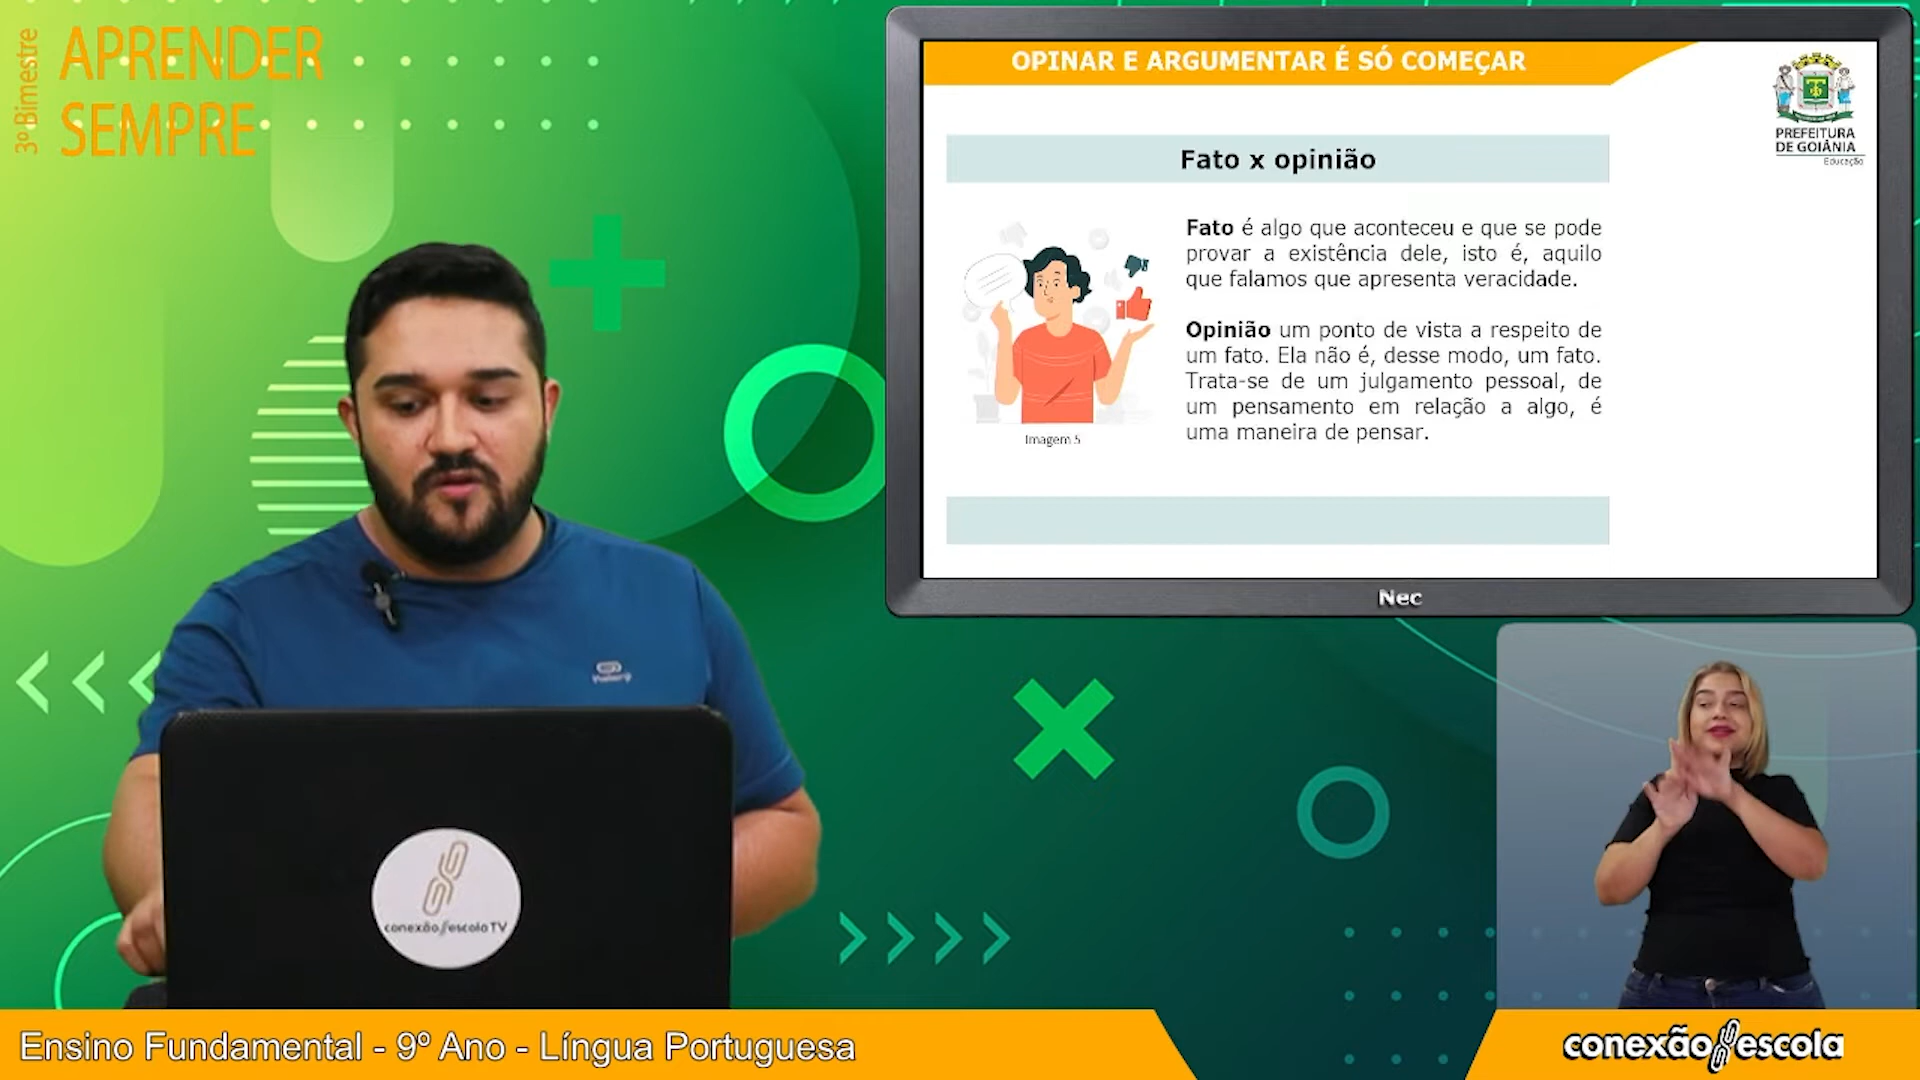 3º Bimestre
APRENDER
SEMPRE
OPINAR E ARGUMENTAR É SÓ COMEÇAR
PREFEITURA
DE GOIÂNIA
Educação
Fato x opinião
Fato é algo que aconteceu e que se pode
provar a existência dele, isto é, aquilo
que falamos que apresenta veracidade.
Opinião um ponto de vista a respeito de
um fato. Ela não é, desse modo, um fato.
Trata-se de um julgamento pessoal, de
um pensamento em relação a algo, é
uma maneira de pensar.
Imagem 5
Nec
conexão escola TV
Ensino Fundamental - 9º Ano - Língua Portuguesa
conexão escola